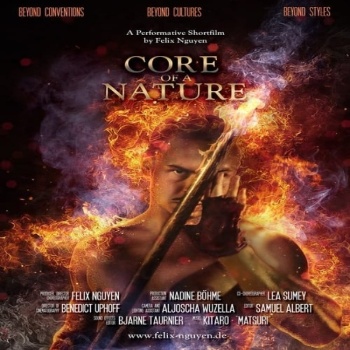 BEYOND CONVENTIONS BEYOND CULTURES BEYOND STYLES
A Performative Shortfilm
by Felix Nguyen
CORE
OF A
NATURE
FELIX NGUYEN NADINE BÖHME LEA SUMEY
BENEDICT UPHOFF ALJOSCHA WUZELLA SAMUEL ALBERT
BJARNE TAURNIER KITARO - MATSURI
www.felix-nguyen.de